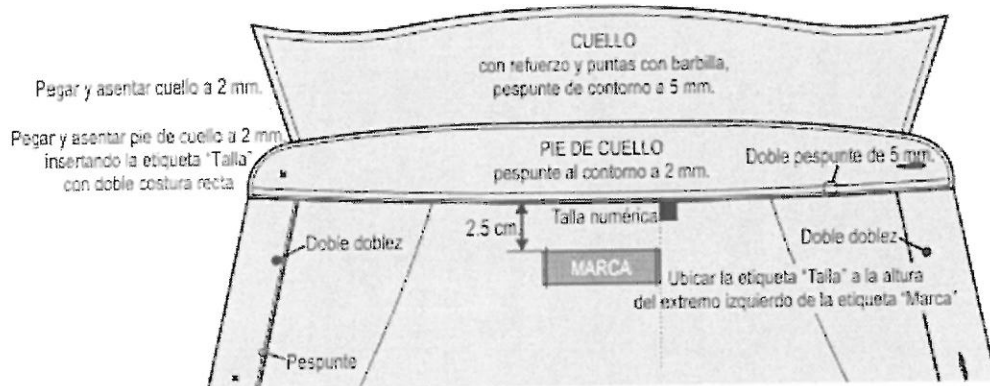 CUELLO
con refuerzo y puntas con barbilla,
pespunte de contorno a 5 mm.
Pegar y asentar cuello a 2 mm.
Pegar y asentar pie de cuello a 2 mm.
insertando la etiqueta "Talla"
con doble costura recta
PIE DE CUELLO
pespunte al contorno a 2 mm.
Doble pespunte de 5 mm.
2.5 cm.
Talla numérica
MARCA
Doble doblez
Doble doblez
Ubicar la etiqueta "Talla" a la altura
del extremo izquierdo de la etiqueta "Marca"
Pespunte